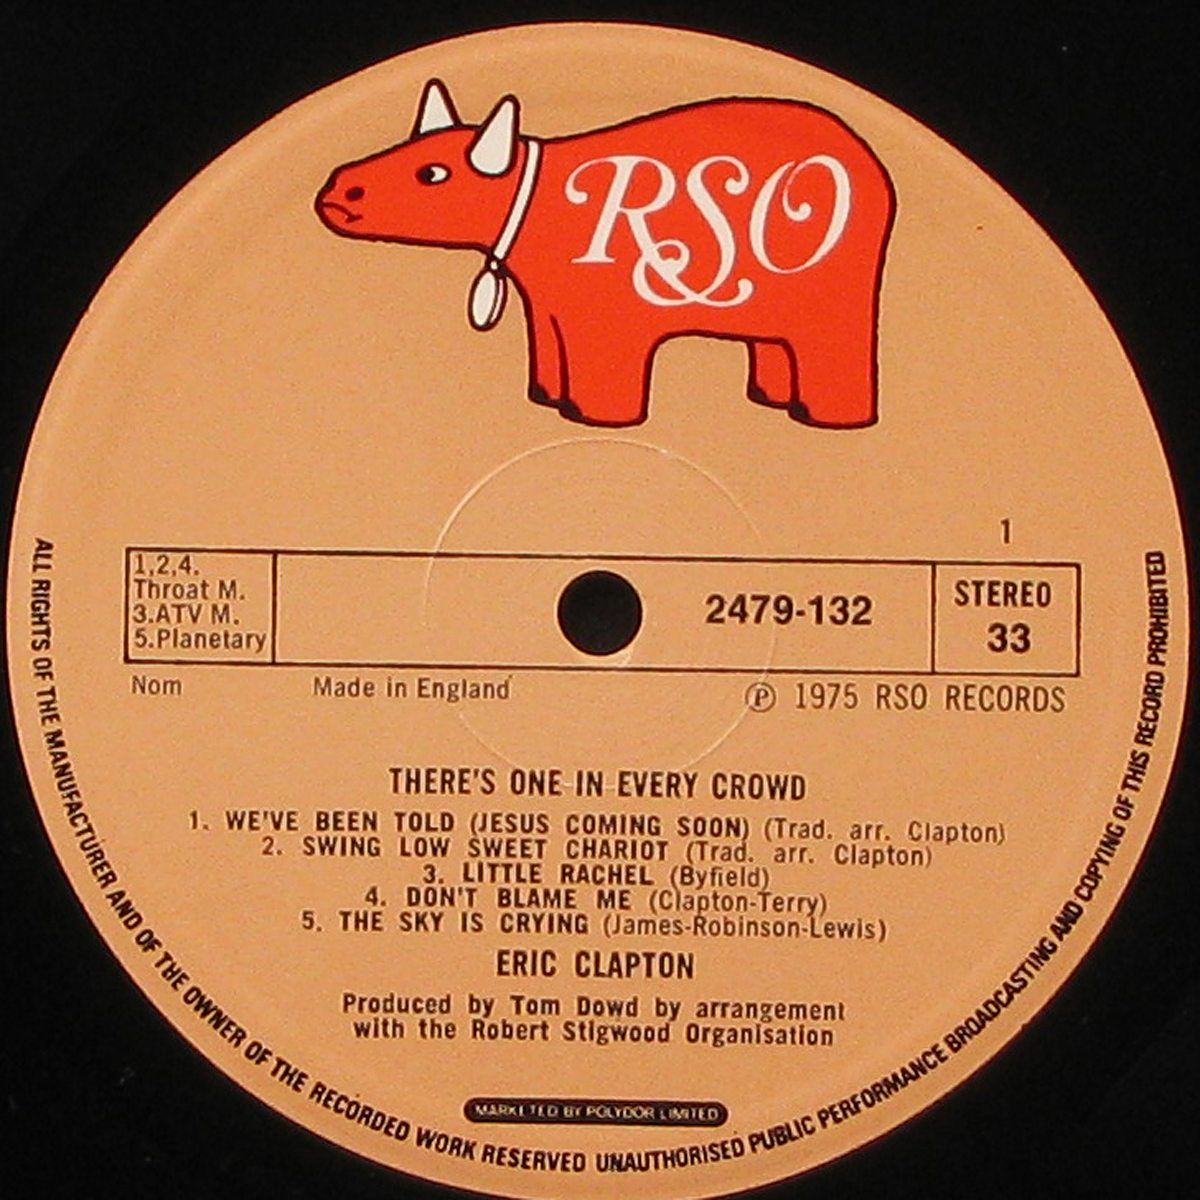 RSO
1
1,2,4.
Throat M.
3.ATV M.
5.Planetary
2479-132
STEREO
33
Nom
Made in England
℗ 1975 RSO RECORDS
THERE'S ONE IN EVERY CROWD
1. WE'VE BEEN TOLD (JESUS COMING SOON) (Trad. arr. Clapton)
2. SWING LOW SWEET CHARIOT (Trad. arr. Clapton)
3. LITTLE RACHEL (Byfield)
4. DON'T BLAME ME (Clapton-Terry)
5. THE SKY IS CRYING (James-Robinson-Lewis)
ERIC CLAPTON
Produced by Tom Dowd by arrangement
with the Robert Stigwood Organisation
MARKETED BY POLYDOR LIMITED
ALL RIGHTS OF THE MANUFACTURER AND OF THE OWNER OF THE RECORDED WORK RESERVED UNAUTHORISED PUBLIC PERFORMANCE BROADCASTING AND COPYING OF THIS RECORD PROHIBITED